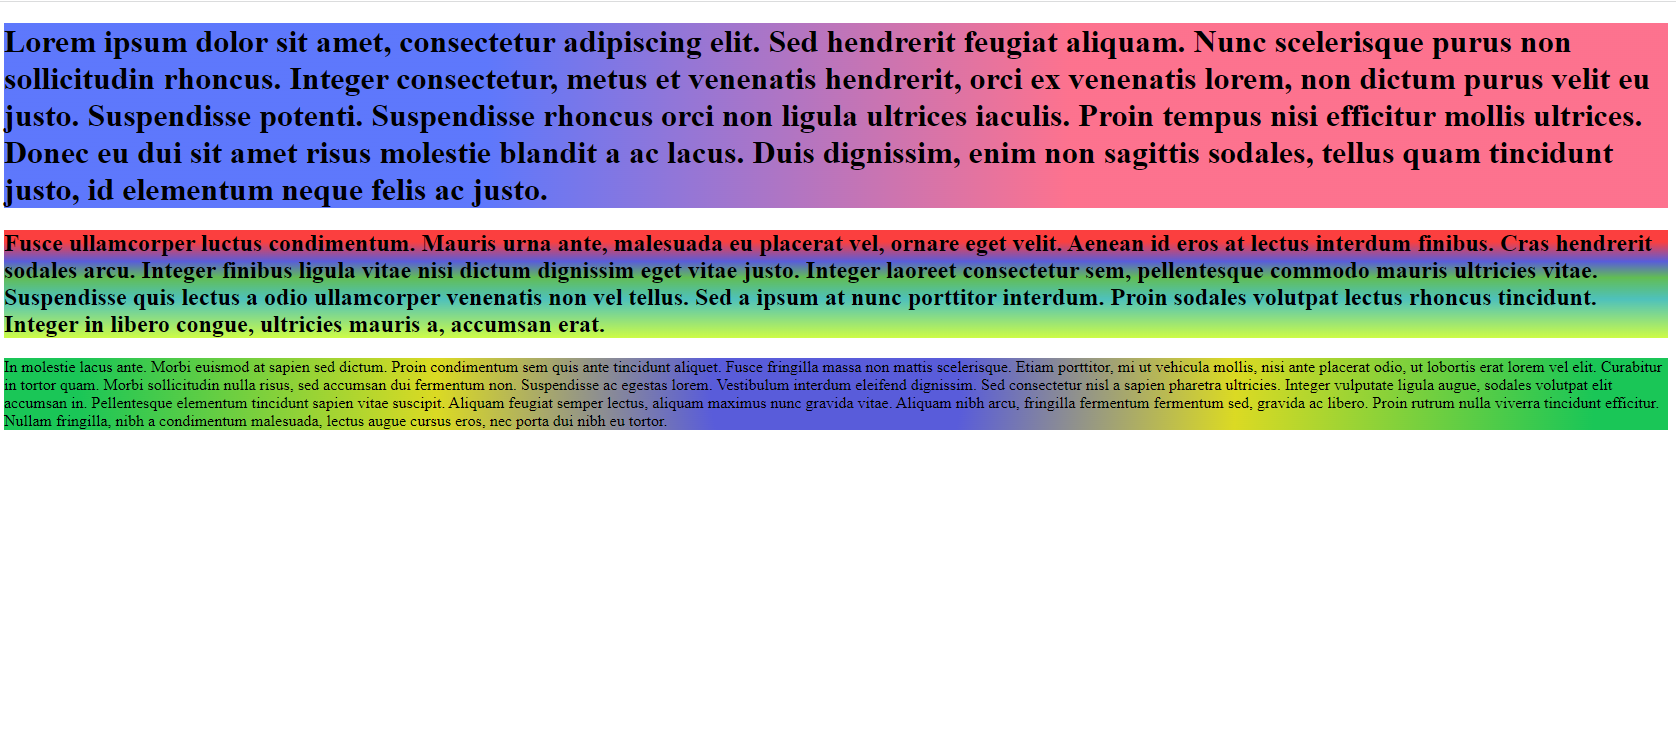 Lorem ipsum dolor sit amet, consectetur adipiscing elit. Sed hendrerit feugiat aliquam. Nunc scelerisque purus non
sollicitudin rhoncus. Integer consectetur, metus et venenatis hendrerit, orci ex venenatis lorem, non dictum purus velit eu
justo. Suspendisse potenti. Suspendisse rhoncus orci non ligula ultrices iaculis. Proin tempus nisi efficitur mollis ultrices.
Donec eu dui sit amet risus molestie blandit a ac lacus. Duis dignissim, enim non sagittis sodales, tellus quam tincidunt
justo, id elementum neque felis ac justo.
Fusce ullamcorper luctus condimentum. Mauris urna ante, malesuada eu placerat vel, ornare eget velit. Aenean id eros at lectus interdum finibus. Cras hendrerit
sodales arcu. Integer finibus ligula vitae nisi dictum dignissim eget vitae justo. Integer laoreet consectetur sem, pellentesque commodo mauris ultricies vitae.
Suspendisse quis lectus a odio ullamcorper venenatis non vel tellus. Sed a ipsum at nunc porttitor interdum. Proin sodales volutpat lectus rhoncus tincidunt.
Integer in libero congue, ultricies mauris a, accumsan erat.
In molestie lacus ante. Morbi euismod at sapien sed dictum. Proin condimentum sem quis ante tincidunt aliquet. Fusce fringilla massa non mattis scelerisque. Etiam porttitor, mi ut vehicula mollis, nisi ante placerat odio, ut lobortis erat lorem vel elit. Curabitur
in tortor quam. Morbi sollicitudin nulla risus, sed accumsan dui fermentum non. Suspendisse ac egestas lorem. Vestibulum interdum eleifend dignissim. Sed consectetur nisl a sapien pharetra ultricies. Integer vulputate ligula augue, sodales volutpat elit
accumsan in. Pellentesque elementum tincidunt sapien vitae suscipit. Aliquam feugiat semper lectus, aliquam maximus nunc gravida vitae. Aliquam nibh arcu, fringilla fermentum fermentum sed, gravida ac libero. Proin rutrum nulla viverra tincidunt efficitur.
Nullam fringilla, nibh a condimentum malesuada, lectus augue cursus eros, nec porta dui nibh eu tortor.